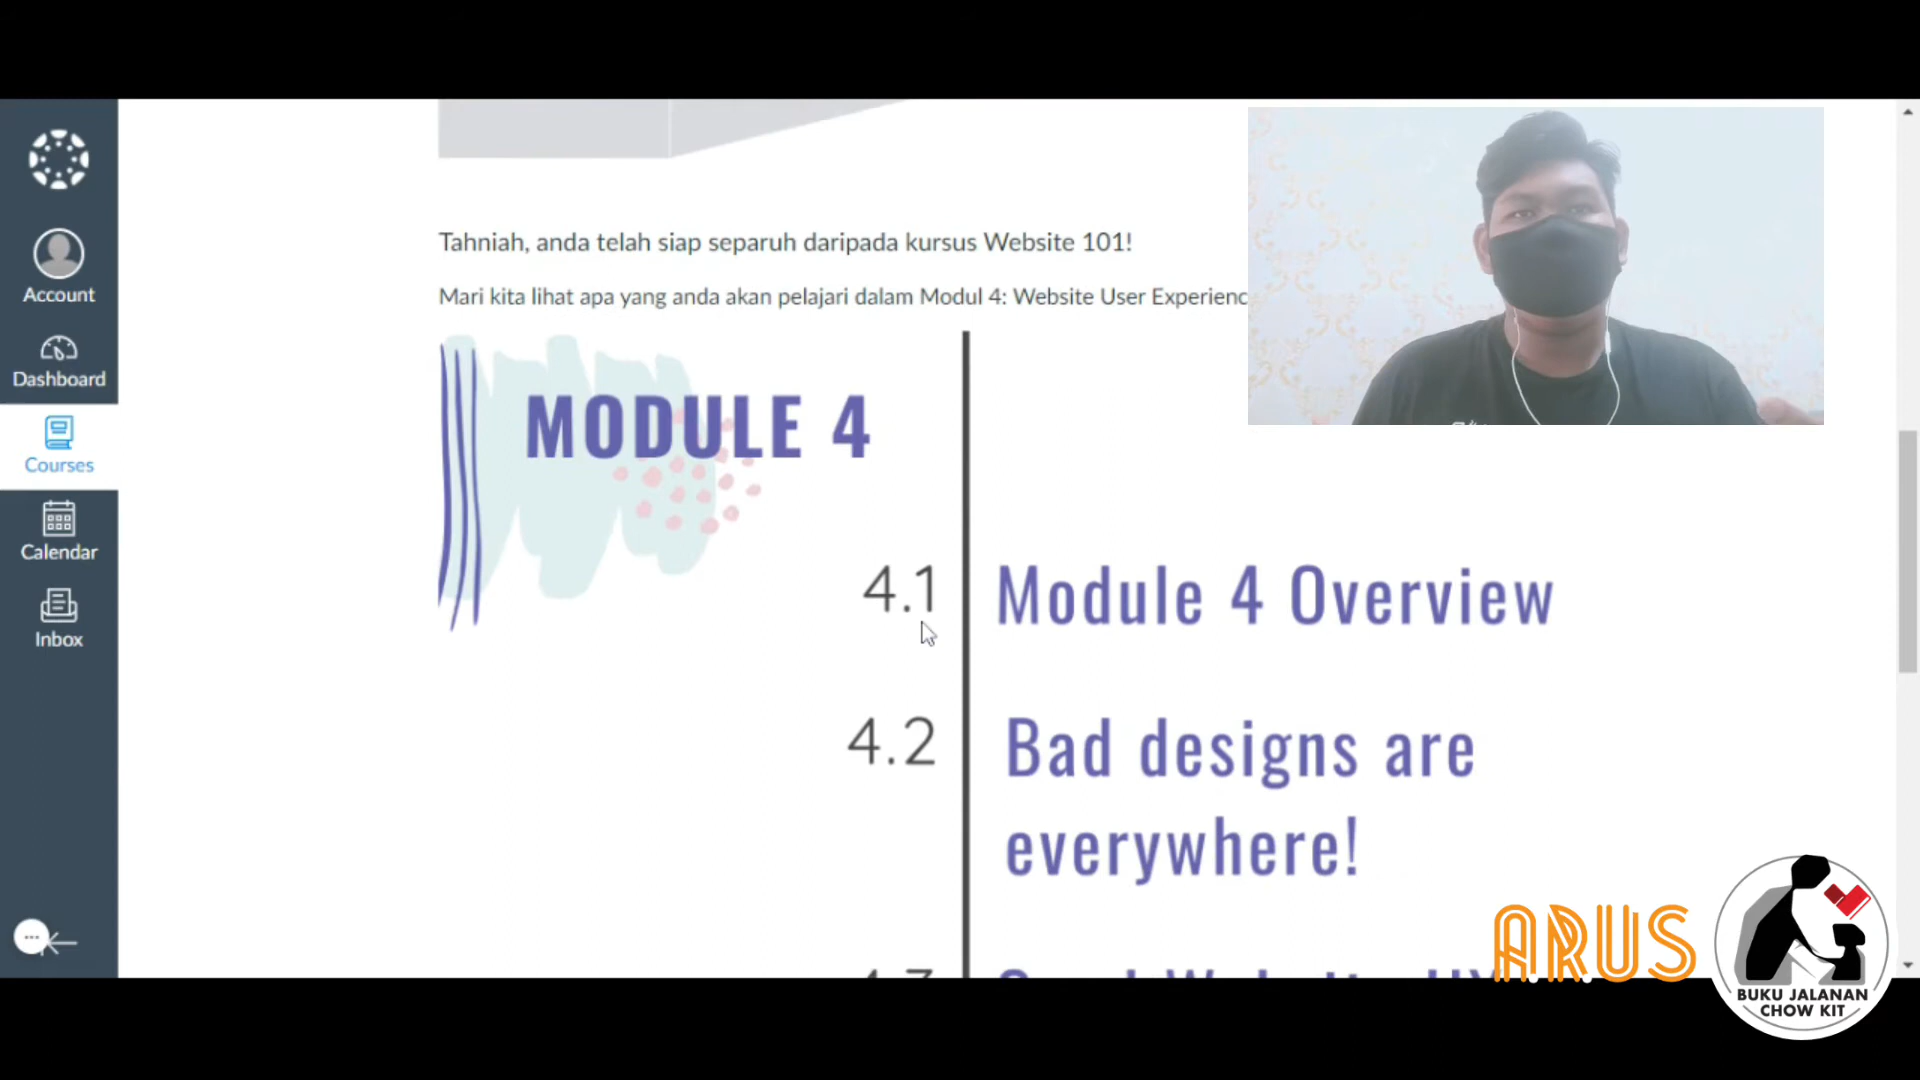 Tahniah, anda telah siap separuh daripada kursus Website 101!
Mari kita lihat apa yang anda akan pelajari dalam Modul 4: Website User Experienc
MODULE 4
4.1 Module 4 Overview
4.2 Bad designs are
everywhere!
Account
Dashboard
Courses
Calendar
Inbox
ARUS
BUKU JALANAN
CHOW KIT